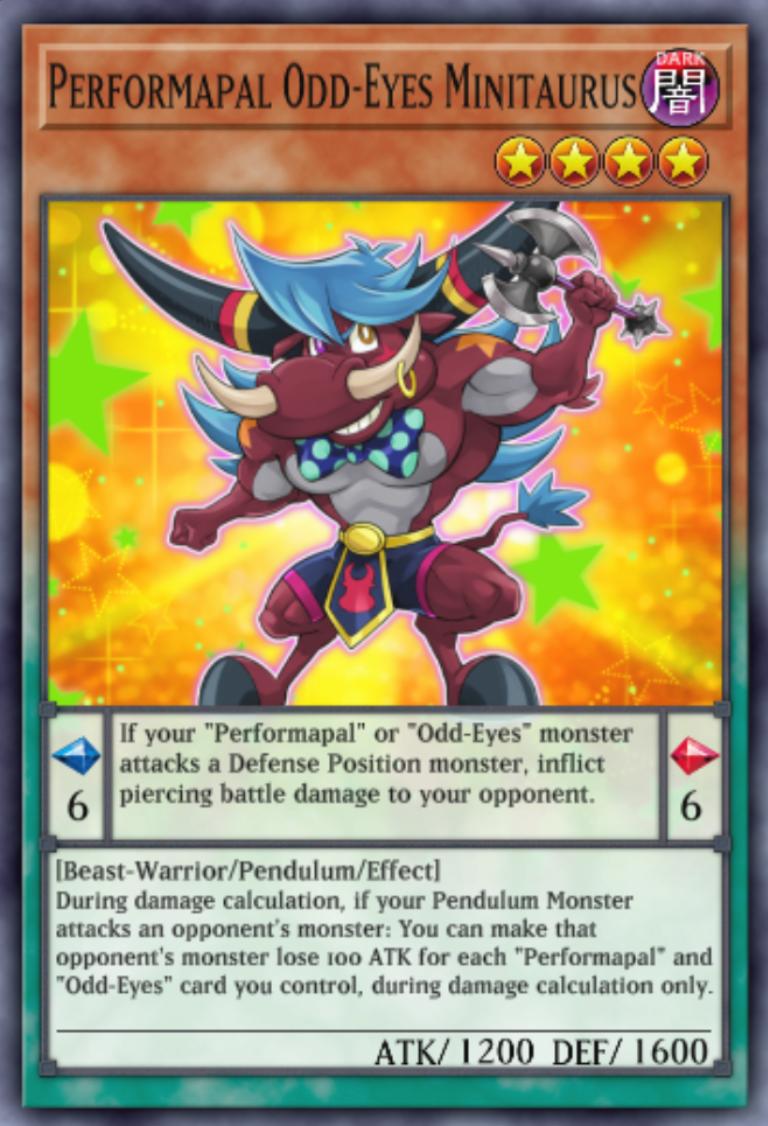 PERFORMAPAL ODD-EYES MINITAURUS
DARK
闇
If your "Performapal" or "Odd-Eyes" monster
attacks a Defense Position monster, inflict
piercing battle damage to your opponent.
6
6
[Beast-Warrior/Pendulum/Effect]
During damage calculation, if your Pendulum Monster
attacks an opponent's monster: You can make that
opponent's monster lose 100 ATK for each "Performapal" and
"Odd-Eyes" card you control, during damage calculation only.
ATK/ 1200 DEF/ 1600